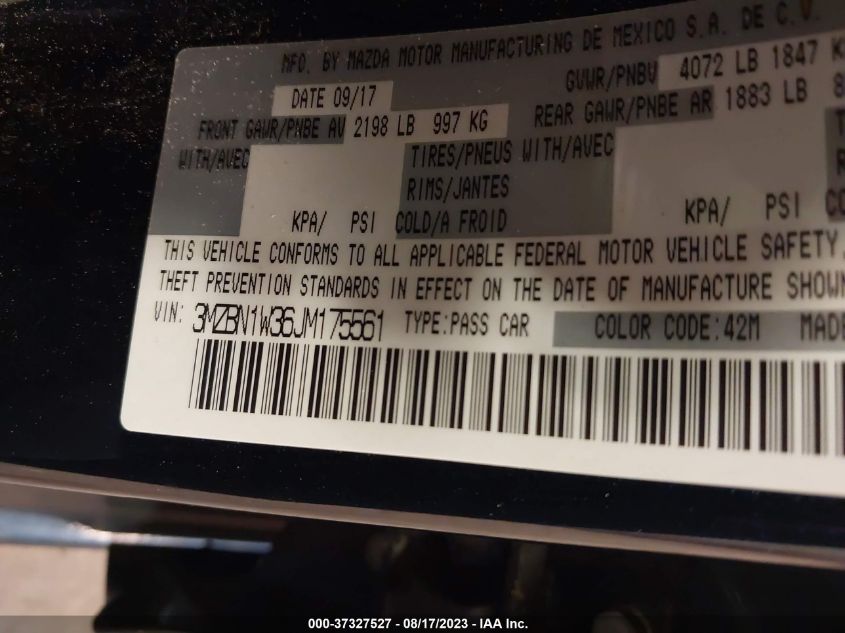 MFD. BY MAZDA MOTOR MANUFACTURING DE MEXICO S.A. DE C.V.
DATE 09/17 GVWR/PNBV 4072 LB 1847 K
FRONT GAWR/PNBE AV 2198 LB 997 KG REAR GAWR/PNBE AR 1883 LB 8
WITH/AVEC TIRES/PNEUS WITH/AVEC
RIMS/JANTES
KPA/ PSI COLD/A FROID KPA/ PSI CO
THIS VEHICLE CONFORMS TO ALL APPLICABLE FEDERAL MOTOR VEHICLE SAFETY,
THEFT PREVENTION STANDARDS IN EFFECT ON THE DATE OF MANUFACTURE SHOWN
VIN: 3MZBN1W36JM175561 TYPE:PASS CAR COLOR CODE:42M MADE
000-37327527 - 08/17/2023 - IAA Inc.